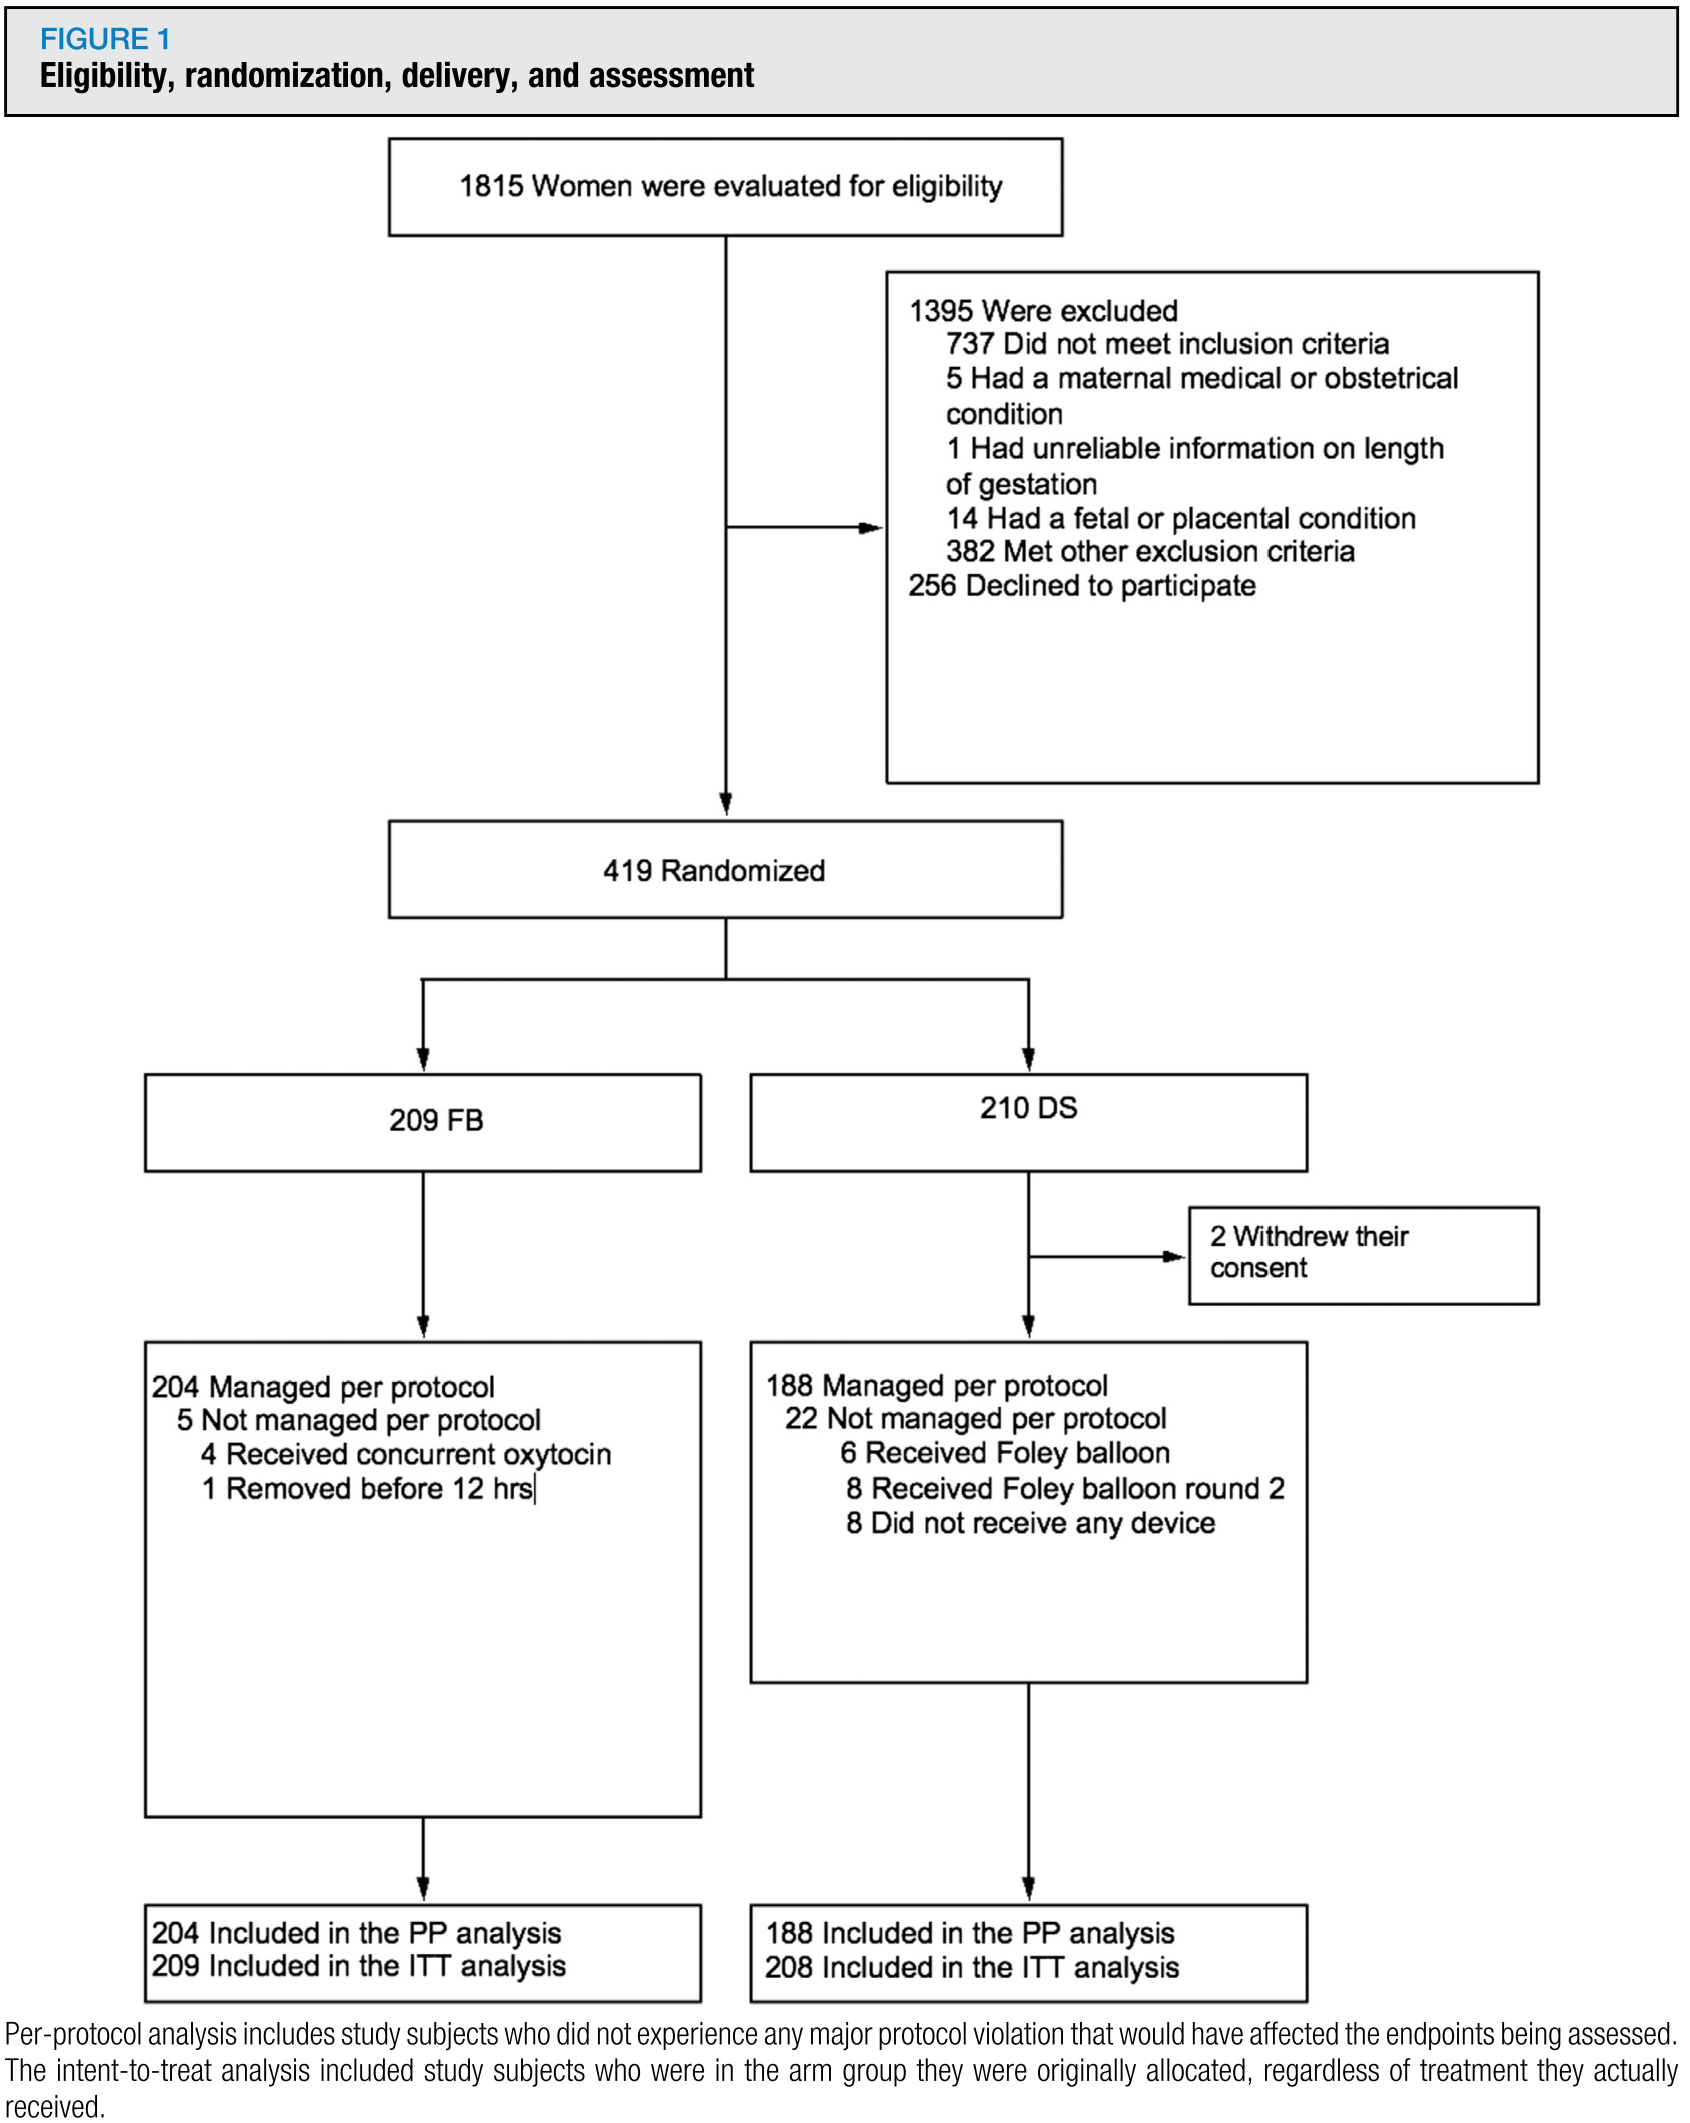 FIGURE 1
Eligibility, randomization, delivery, and assessment
1815 Women were evaluated for eligibility
1395 Were excluded
737 Did not meet inclusion criteria
5 Had a maternal medical or obstetrical
condition
1 Had unreliable information on length
of gestation
14 Had a fetal or placental condition
382 Met other exclusion criteria
256 Declined to participate
419 Randomized
209 FB
210 DS
2 Withdrew their
consent
204 Managed per protocol
5 Not managed per protocol
4 Received concurrent oxytocin
1 Removed before 12 hrs
188 Managed per protocol
22 Not managed per protocol
6 Received Foley balloon
8 Received Foley balloon round 2
8 Did not receive any device
204 Included in the PP analysis
209 Included in the ITT analysis
188 Included in the PP analysis
208 Included in the ITT analysis
Per-protocol analysis includes study subjects who did not experience any major protocol violation that would have affected the endpoints being assessed.
The intent-to-treat analysis included study subjects who were in the arm group they were originally allocated, regardless of treatment they actually
received.